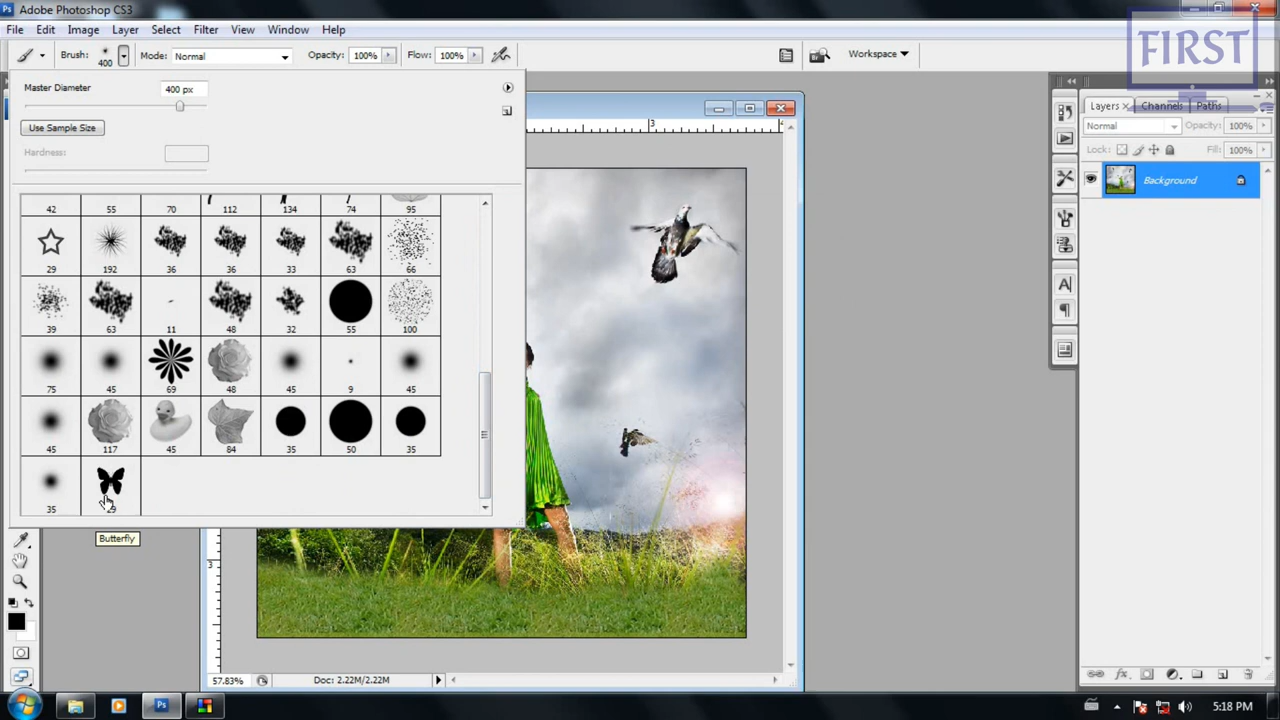 Adobe Photoshop CS3
File Edit Image Layer Select Filter View Window Help
FIRST
Brush: 400 Mode: Normal Opacity: 100% Flow: 100% Workspace
Master Diameter 400 px
Use Sample Size
Hardness:
42 55 70 112 134 74 95
29 192 36 36 33 63 66
39 63 11 48 32 55 100
75 45 69 48 45 9 45
45 117 45 84 35 50 35
35 29
Butterfly
3
3
Layers Channels Paths
Normal Opacity: 100%
Lock: Fill: 100%
Background
57.83% Doc: 2.22M/2.22M
5:18 PM